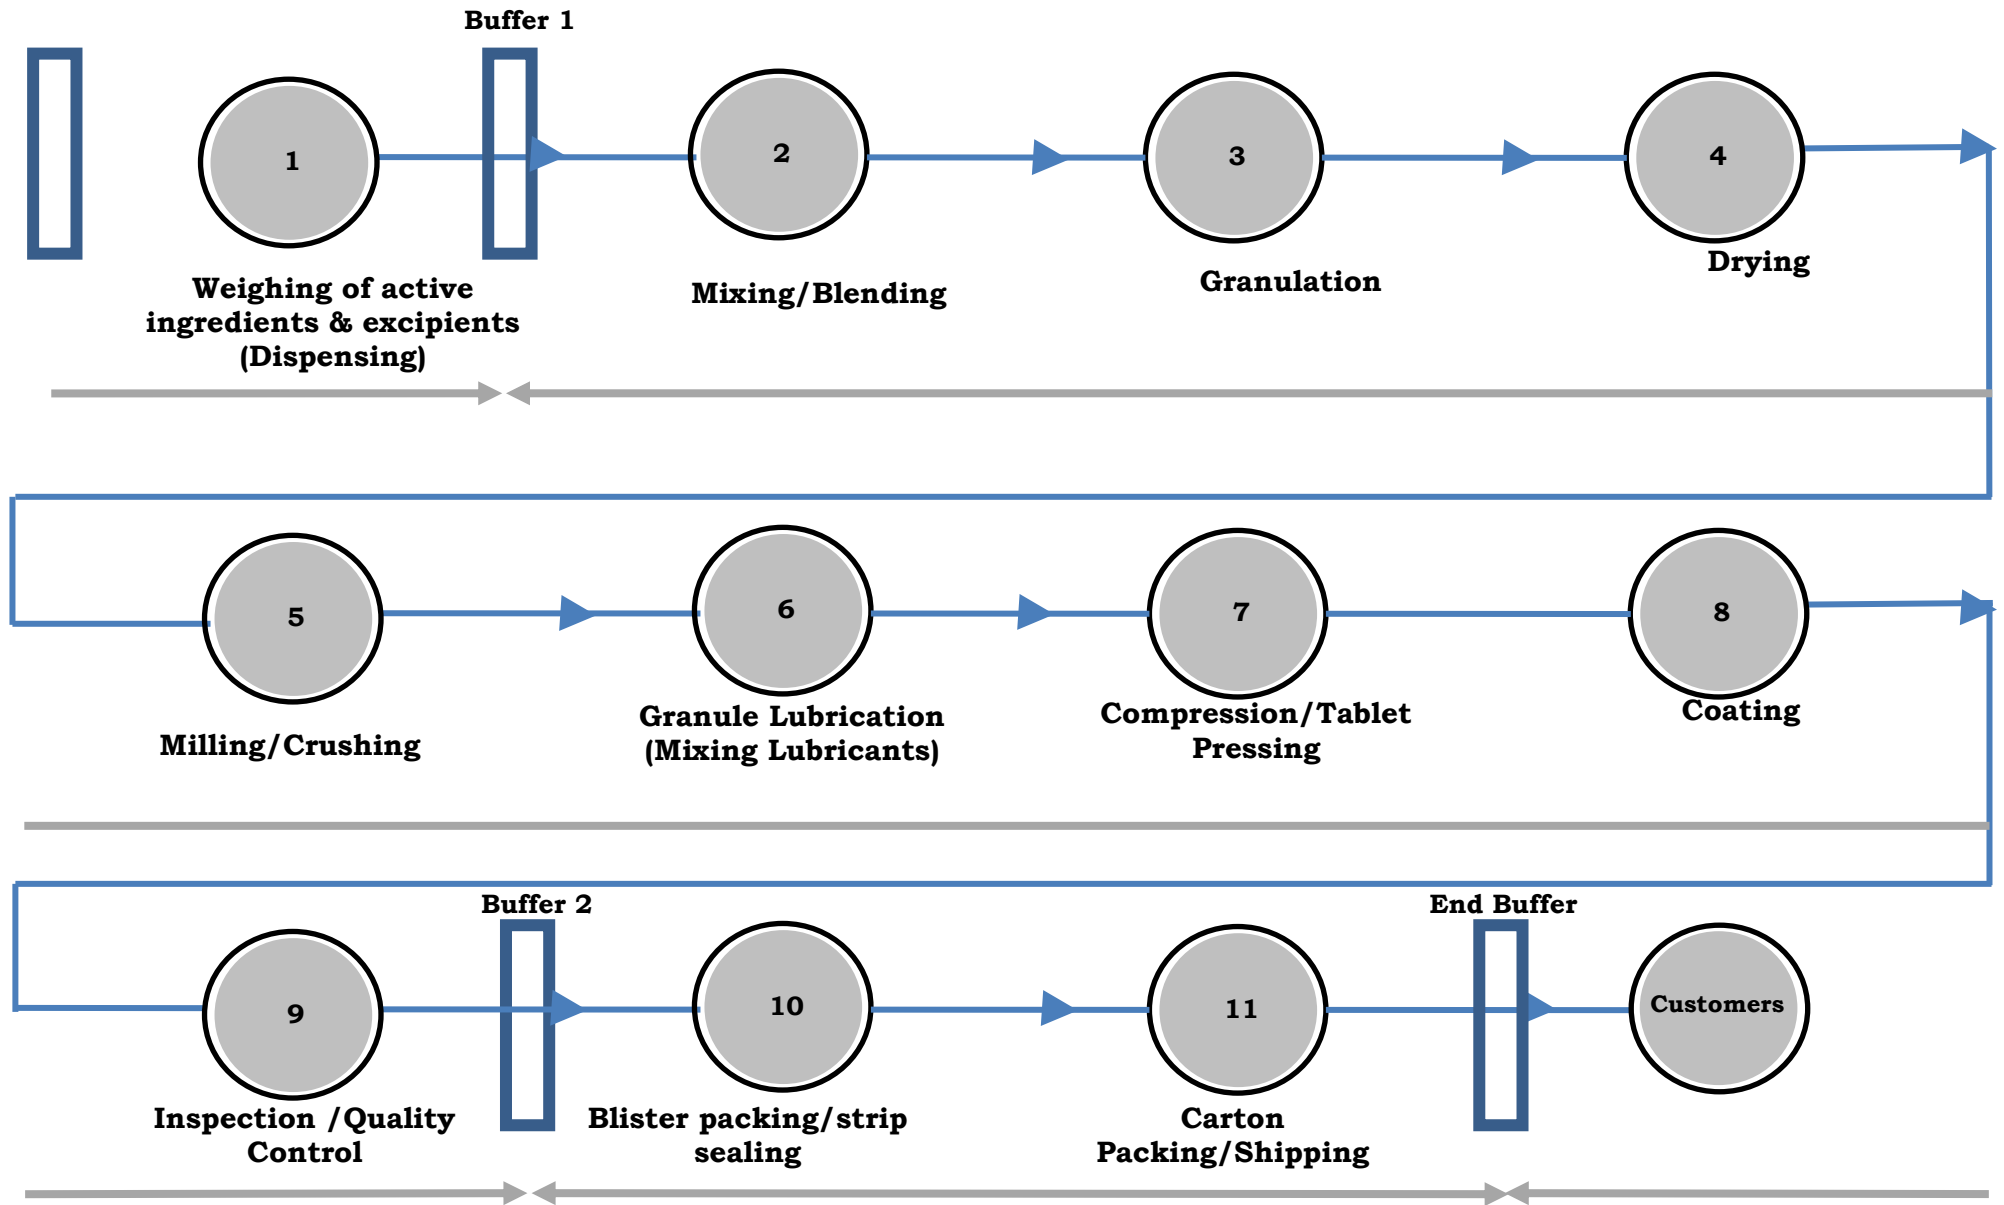 Buffer 1
1
2
3
4
Weighing of active
ingredients & excipients
(Dispensing)
Mixing/Blending
Granulation
Drying
5
6
7
8
Milling/Crushing
Granule Lubrication
(Mixing Lubricants)
Compression/Tablet
Pressing
Coating
Buffer 2
End Buffer
9
10
11
Customers
Inspection /Quality
Control
Blister packing/strip
sealing
Carton
Packing/Shipping